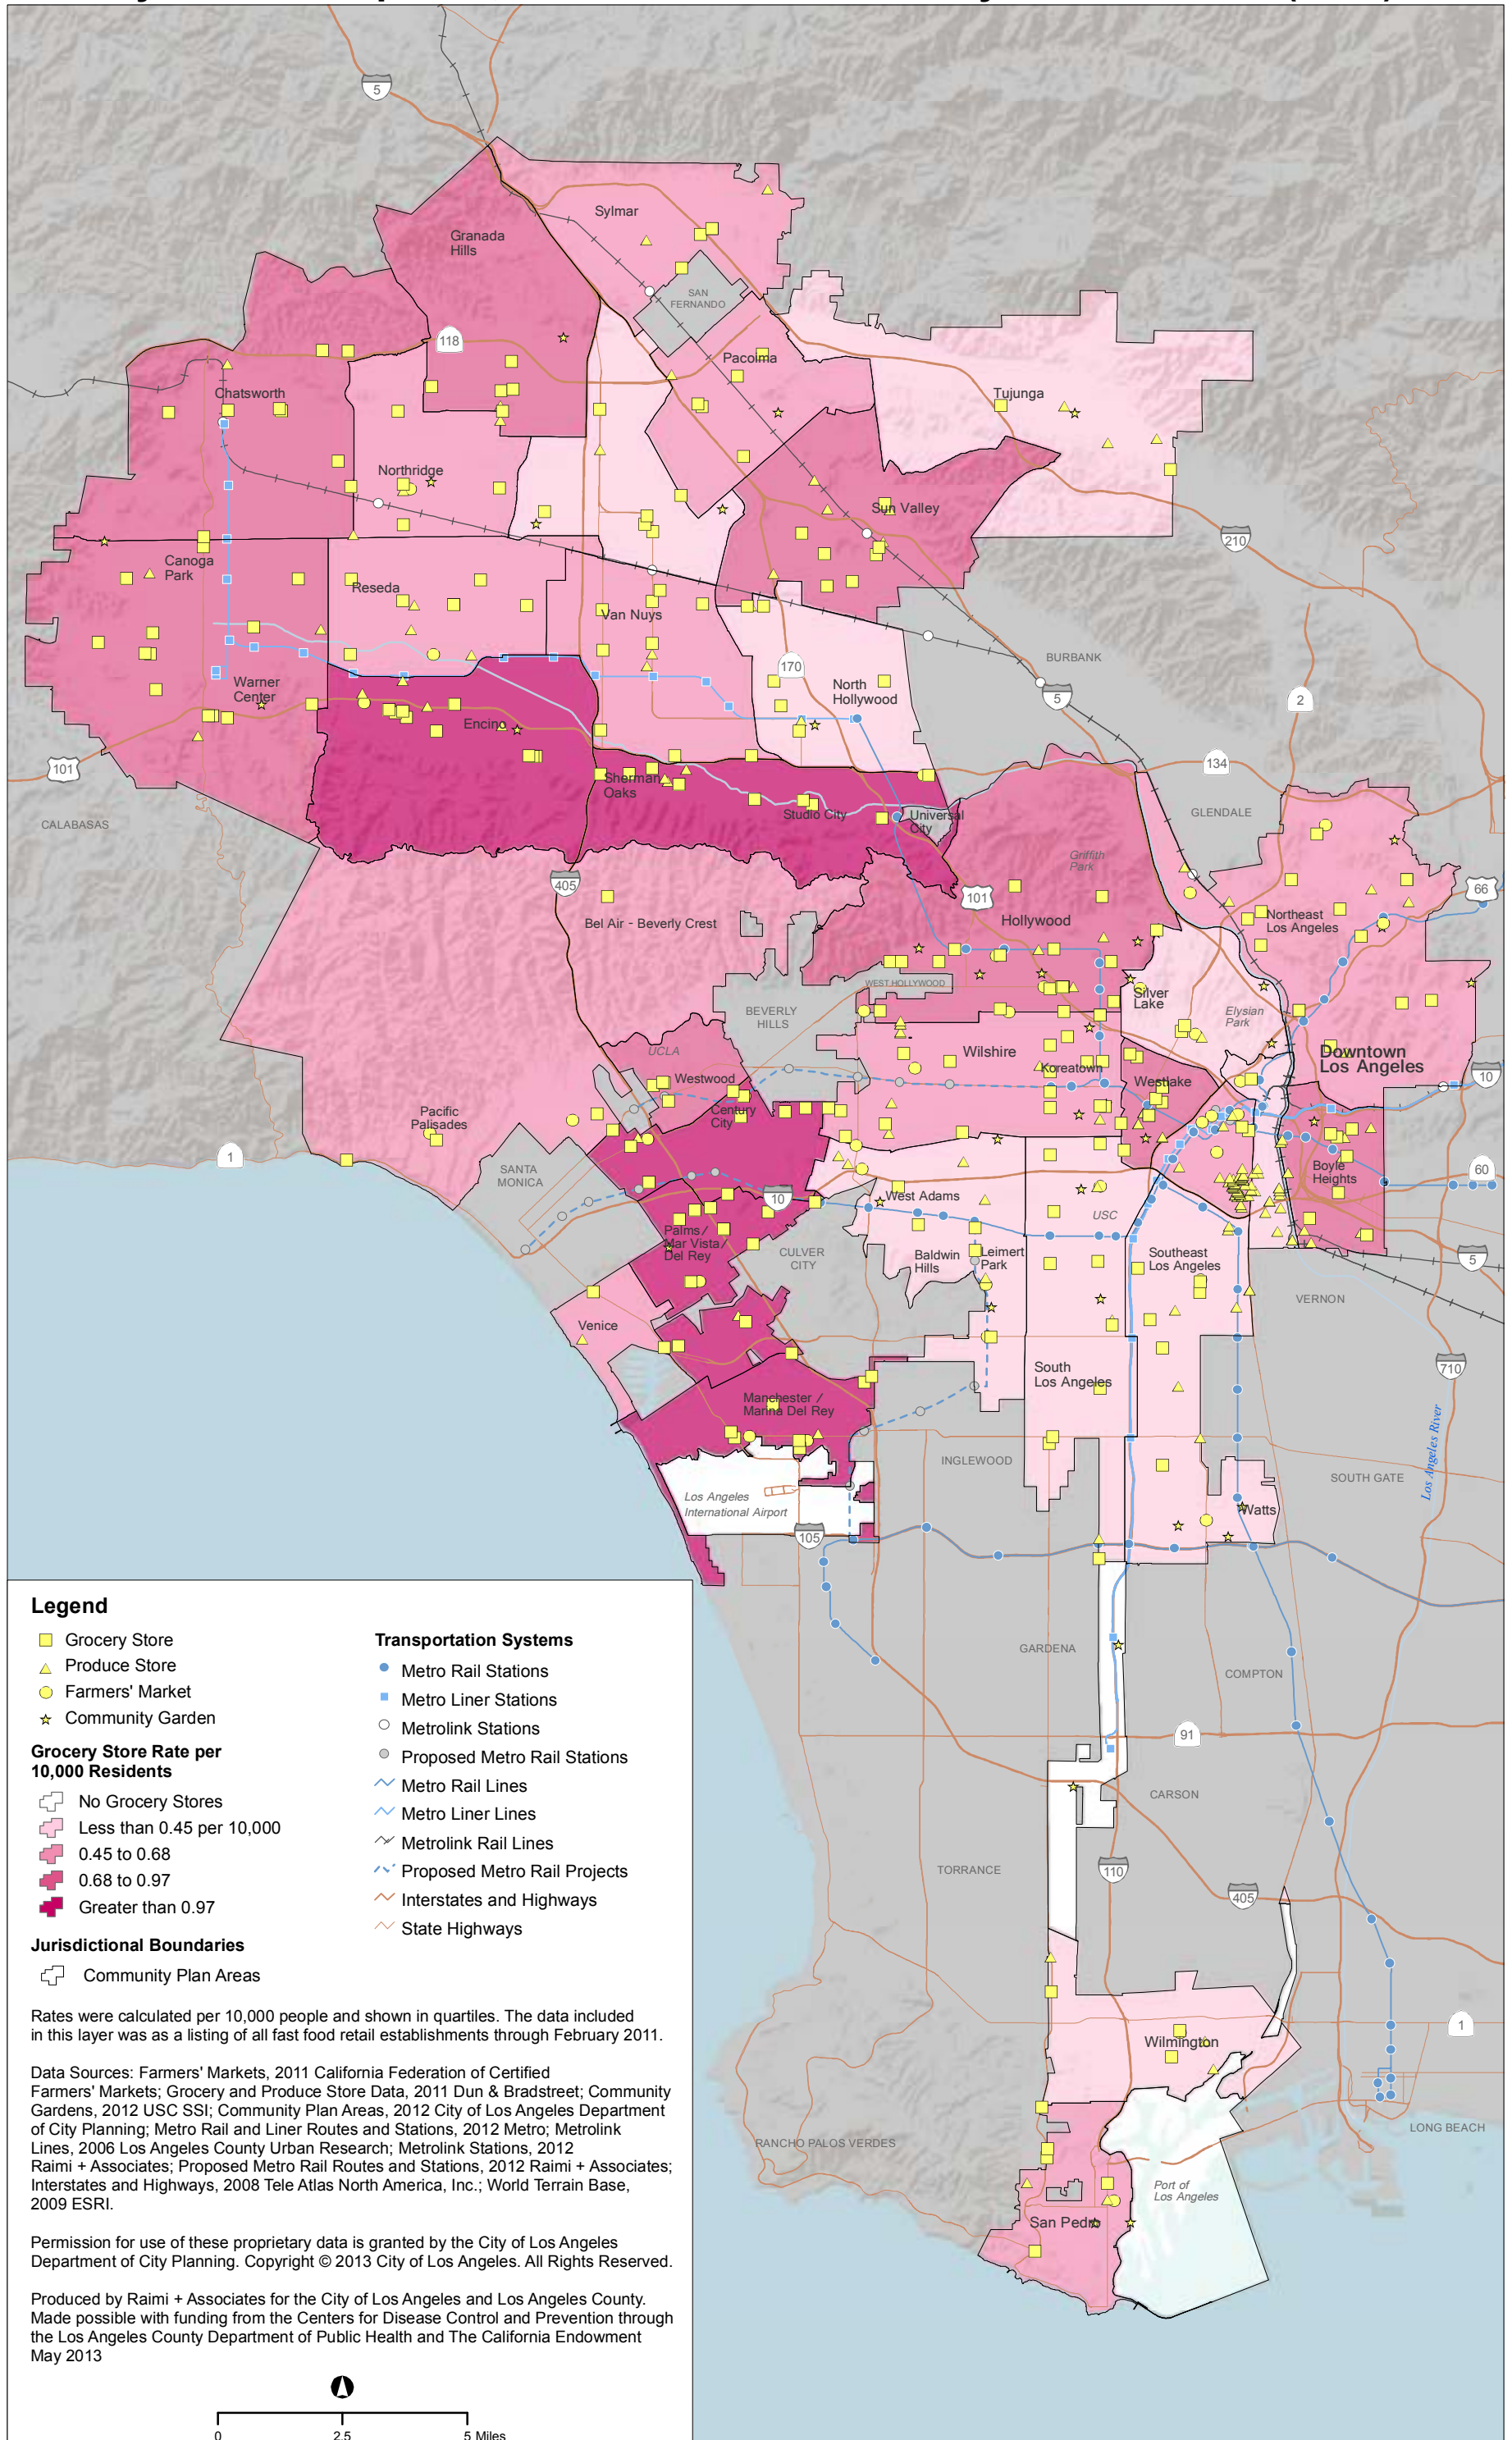 5
Sylmar
Granada
Hills
SAN
FERNANDO
118
Pacoima
Chatsworth
Tujunga
Northridge
Sun Valley
210
Canoga
Park
Reseda
Van Nuys
BURBANK
170
Warner
Center
North
Hollywood
5
2
Encino
101
134
Sherman
Oaks
Studio City
Universal
City
GLENDALE
CALABASAS
Griffith
Park
405
101
66
Bel Air - Beverly Crest
Hollywood
Northeast
Los Angeles
WEST HOLLYWOOD
Silver
Lake
BEVERLY
HILLS
Elysian
Park
UCLA
Wilshire
Downtown
Los Angeles
Koreatown
10
Westwood
Westlake
Century
City
Pacific
Palisades
1
SANTA
MONICA
Boyle
Heights
60
10
West Adams
USC
Palms/
Mar Vista/
Del Rey
CULVER
CITY
Baldwin
Hills
Leimert
Park
Southeast
Los Angeles
5
VERNON
Venice
South
Los Angeles
710
Manchester /
Marina Del Rey
INGLEWOOD
SOUTH GATE
Los Angeles River
Los Angeles
International Airport
Watts
105
GARDENA
COMPTON
91
CARSON
TORRANCE
110
405
Wilmington
1
RANCHO PALOS VERDES
LONG BEACH
Port of
Los Angeles
San Pedro
Legend
Grocery Store
Produce Store
Farmers' Market
Community Garden
Grocery Store Rate per
10,000 Residents
No Grocery Stores
Less than 0.45 per 10,000
0.45 to 0.68
0.68 to 0.97
Greater than 0.97
Jurisdictional Boundaries
Community Plan Areas
Transportation Systems
Metro Rail Stations
Metro Liner Stations
Metrolink Stations
Proposed Metro Rail Stations
Metro Rail Lines
Metro Liner Lines
Metrolink Rail Lines
Proposed Metro Rail Projects
Interstates and Highways
State Highways
Rates were calculated per 10,000 people and shown in quartiles. The data included
in this layer was as a listing of all fast food retail establishments through February 2011.
Data Sources: Farmers' Markets, 2011 California Federation of Certified
Farmers' Markets; Grocery and Produce Store Data, 2011 Dun & Bradstreet; Community
Gardens, 2012 USC SSI; Community Plan Areas, 2012 City of Los Angeles Department
of City Planning; Metro Rail and Liner Routes and Stations, 2012 Metro; Metrolink
Lines, 2006 Los Angeles County Urban Research; Metrolink Stations, 2012
Raimi + Associates; Proposed Metro Rail Routes and Stations, 2012 Raimi + Associates;
Interstates and Highways, 2008 Tele Atlas North America, Inc.; World Terrain Base,
2009 ESRI.
Permission for use of these proprietary data is granted by the City of Los Angeles
Department of City Planning. Copyright © 2013 City of Los Angeles. All Rights Reserved.
Produced by Raimi + Associates for the City of Los Angeles and Los Angeles County.
Made possible with funding from the Centers for Disease Control and Prevention through
the Los Angeles County Department of Public Health and The California Endowment
May 2013
0 2.5 5 Miles